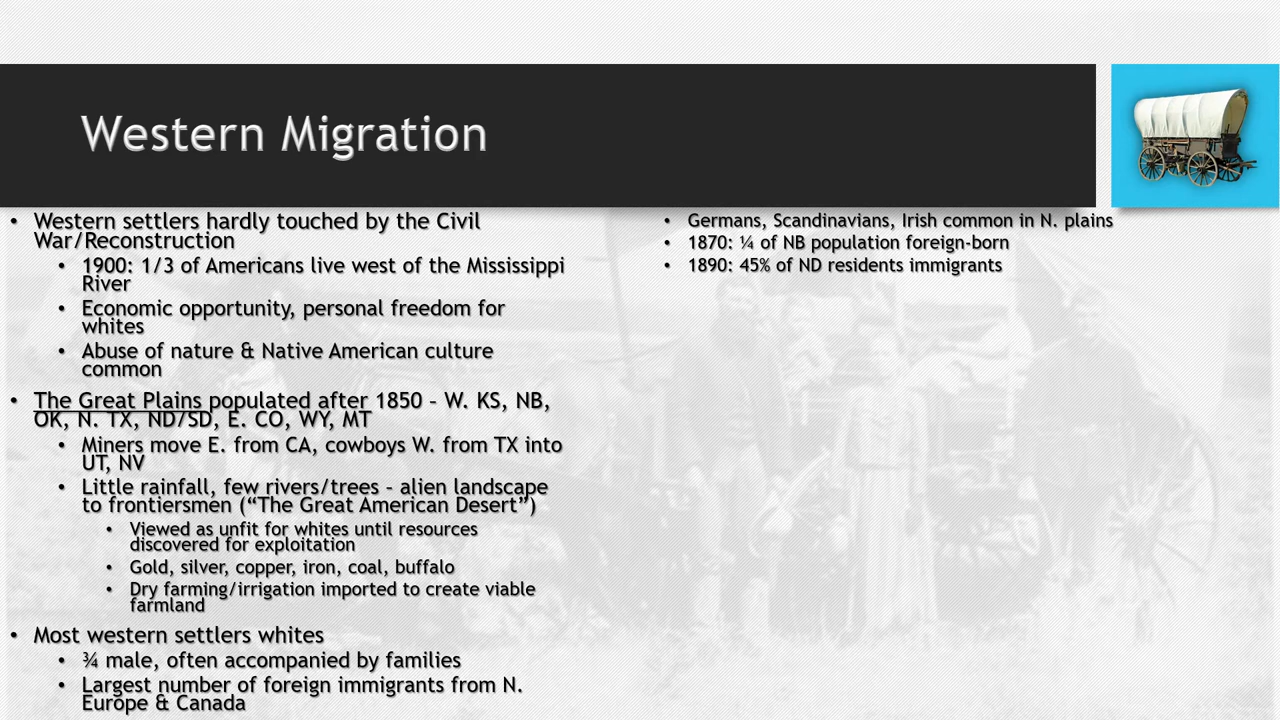 Western Migration
• Western settlers hardly touched by the Civil
War/Reconstruction
• 1900: 1/3 of Americans live west of the Mississippi
River
• Economic opportunity, personal freedom for
whites
• Abuse of nature & Native American culture
common
• The Great Plains populated after 1850 – W. KS, NB,
OK, N. TX, ND/SD, E. CO, WY, MT
• Miners move E. from CA, cowboys W. from TX into
UT, NV
• Little rainfall, few rivers/trees – alien landscape
to frontiersmen (“The Great American Desert”)
• Viewed as unfit for whites until resources
discovered for exploitation
• Gold, silver, copper, iron, coal, buffalo
• Dry farming/irrigation imported to create viable
farmland
• Most western settlers whites
• ¾ male, often accompanied by families
• Largest number of foreign immigrants from N.
Europe & Canada
• Germans, Scandinavians, Irish common in N. plains
• 1870: ¼ of NB population foreign-born
• 1890: 45% of ND residents immigrants